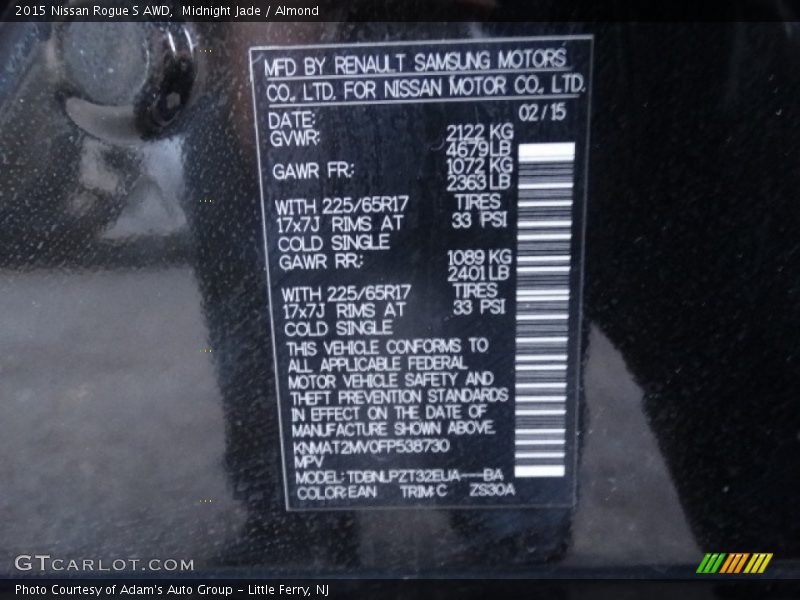 2015 Nissan Rogue S AWD, Midnight Jade / Almond
MFD BY RENAULT SAMSUNG MOTORS
CO., LTD. FOR NISSAN MOTOR CO., LTD.
DATE: 02/15
GVWR: 2122 KG
4679 LB
GAWR FR: 1072 KG
2363 LB
WITH 225/65R17 TIRES
17x7J RIMS AT 33 PSI
COLD SINGLE
GAWR RR: 1089 KG
2401 LB
WITH 225/65R17 TIRES
17x7J RIMS AT 33 PSI
COLD SINGLE
THIS VEHICLE CONFORMS TO
ALL APPLICABLE FEDERAL
MOTOR VEHICLE SAFETY AND
THEFT PREVENTION STANDARDS
IN EFFECT ON THE DATE OF
MANUFACTURE SHOWN ABOVE.
KNMAT2MV0FP538730
MPV
MODEL: TDBNLPZT32EUA---BA
COLOR:EAN TRIM:C ZS30A
GTCARLOT.COM
Photo Courtesy of Adam's Auto Group - Little Ferry, NJ